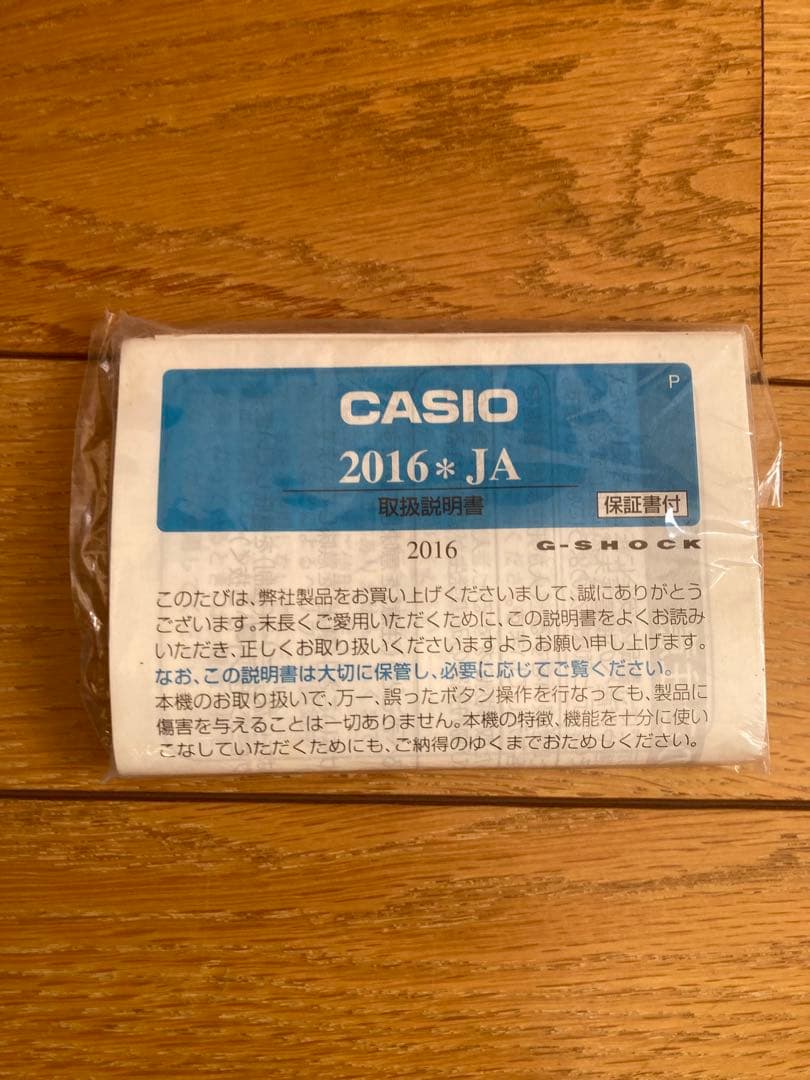 P
CASIO
2016＊JA
取扱説明書
保証書付
2016
G-SHOCK
このたびは、弊社製品をお買い上げくださいまして、誠にありがとう
ございます。末長くご愛用いただくために、この説明書をよくお読み
いただき、正しくお取り扱いくださいますようお願い申し上げます。
なお、この説明書は大切に保管し、必要に応じてご覧ください。
本機のお取り扱いで、万一、誤ったボタン操作を行なっても、製品に
傷害を与えることは一切ありません。本機の特徴、機能を十分に使い
こなしていただくためにも、ご納得のゆくまでおためしください。